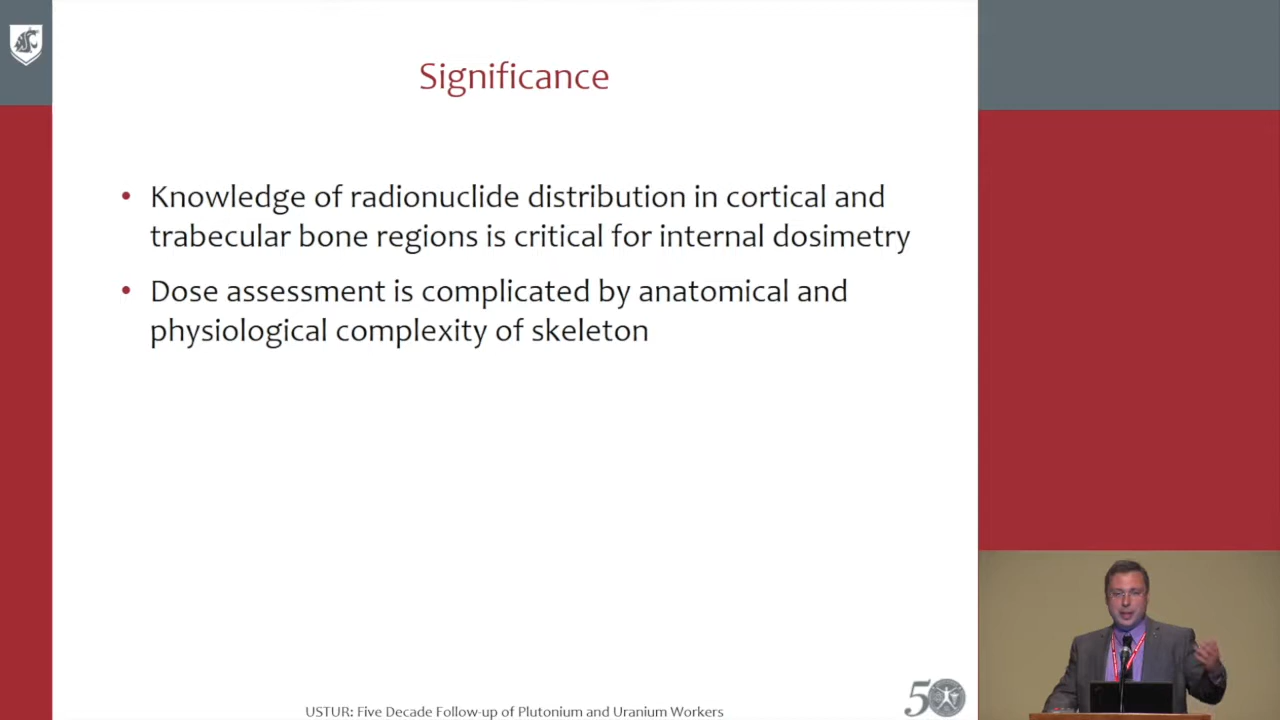 Significance
• Knowledge of radionuclide distribution in cortical and
trabecular bone regions is critical for internal dosimetry
• Dose assessment is complicated by anatomical and
physiological complexity of skeleton
USTUR: Five Decade Follow-up of Plutonium and Uranium Workers
50